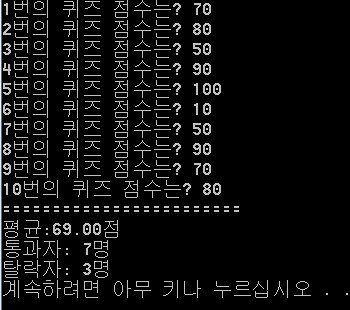 1번의 퀴즈 점수는? 70
2번의 퀴즈 점수는? 80
3번의 퀴즈 점수는? 50
4번의 퀴즈 점수는? 90
5번의 퀴즈 점수는? 100
6번의 퀴즈 점수는? 10
7번의 퀴즈 점수는? 50
8번의 퀴즈 점수는? 90
9번의 퀴즈 점수는? 70
10번의 퀴즈 점수는? 80
========================
평균:69.00점
통과자: 7명
탈락자: 3명
계속하려면 아무 키나 누르십시오 . .